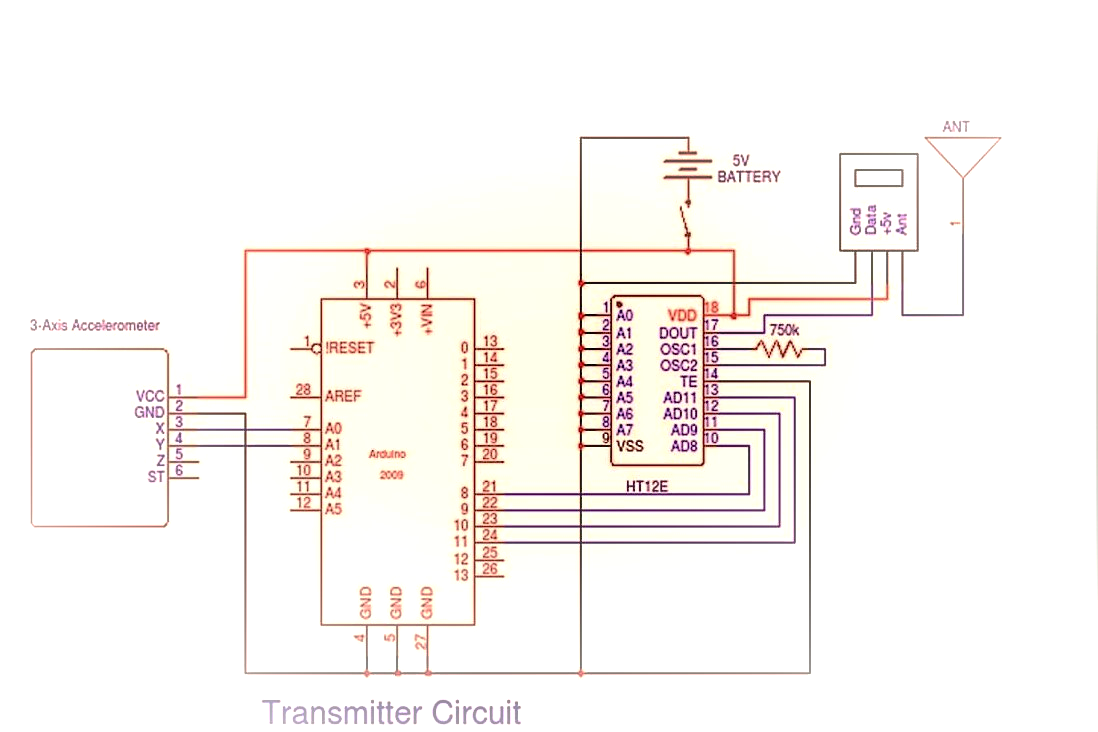 ANT
5V
BATTERY
Gnd
Data
+5v
Ant
1
3-Axis Accelerometer
VCC 1
GND 2
X 3
Y 4
Z 5
ST 6
3
2
6
+5V
+3V3
+VIN
1 !RESET
28 AREF
7 A0
8 A1
9 A2
10 A3
11 A4
12 A5
Arduino
2009
0 13
1 14
2 15
3 16
4 17
5 18
6 19
7 20
8 21
9 22
10 23
11 24
12 25
13 26
GND
GND
GND
4
5
27
1 A0
2 A1
3 A2
4 A3
5 A4
6 A5
7 A6
8 A7
9 VSS
VDD 18
DOUT 17
OSC1 16
OSC2 15
TE 14
AD11 13
AD10 12
AD9 11
AD8 10
750k
HT12E
Transmitter Circuit